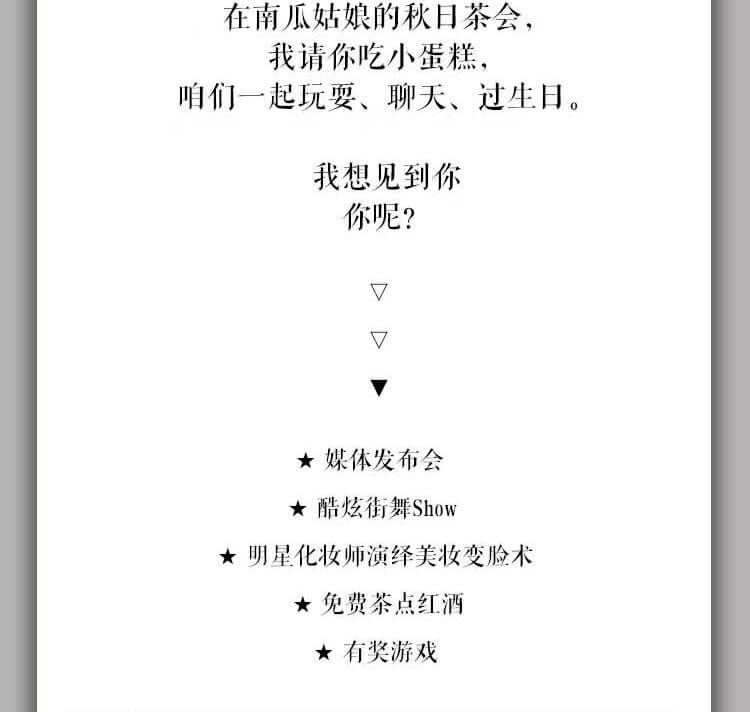 在南瓜姑娘的秋日茶会,
我请你吃小蛋糕,
咱们一起玩耍、聊天、过生日。
我想见到你
你呢?
▽
▽
▼
★ 媒体发布会
★ 酷炫街舞Show
★ 明星化妆师演绎美妆变脸术
★ 免费茶点红酒
★ 有奖游戏